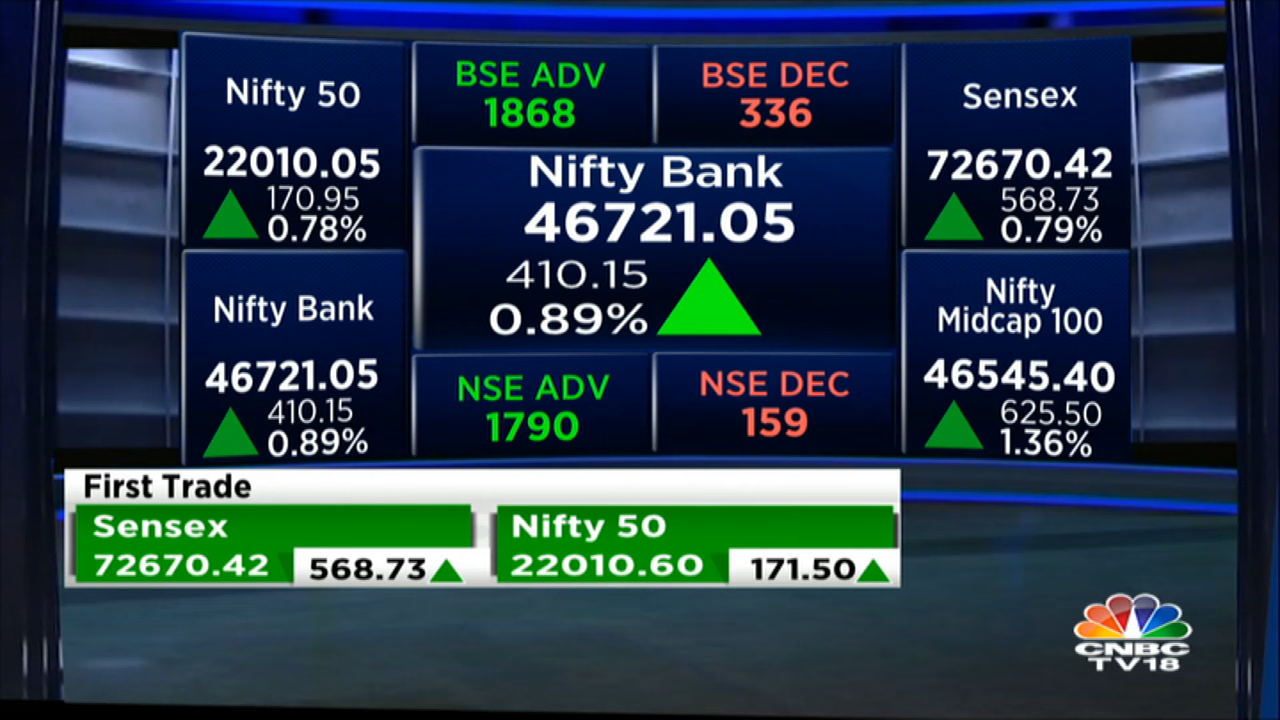 Nifty 50
22010.05
170.95
0.78%
BSE ADV
1868
BSE DEC
336
Sensex
72670.42
568.73
0.79%
Nifty Bank
46721.05
410.15
0.89%
Nifty Bank
46721.05
410.15
0.89%
Nifty
Midcap 100
46545.40
625.50
1.36%
NSE ADV
1790
NSE DEC
159
First Trade
Sensex
72670.42 568.73
Nifty 50
22010.60 171.50
CNBC
TV18